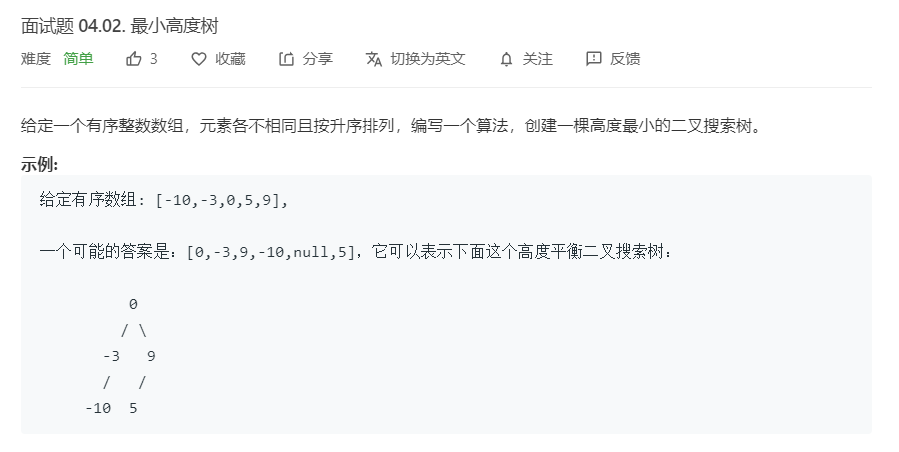 面试题 04.02. 最小高度树
难度 简单 3 收藏 分享 切换为英文 关注 反馈
给定一个有序整数数组，元素各不相同且按升序排列，编写一个算法，创建一棵高度最小的二叉搜索树。
示例:
给定有序数组: [-10,-3,0,5,9],
一个可能的答案是：[0,-3,9,-10,null,5]，它可以表示下面这个高度平衡二叉搜索树：
0
/ \
-3 9
/ /
-10 5